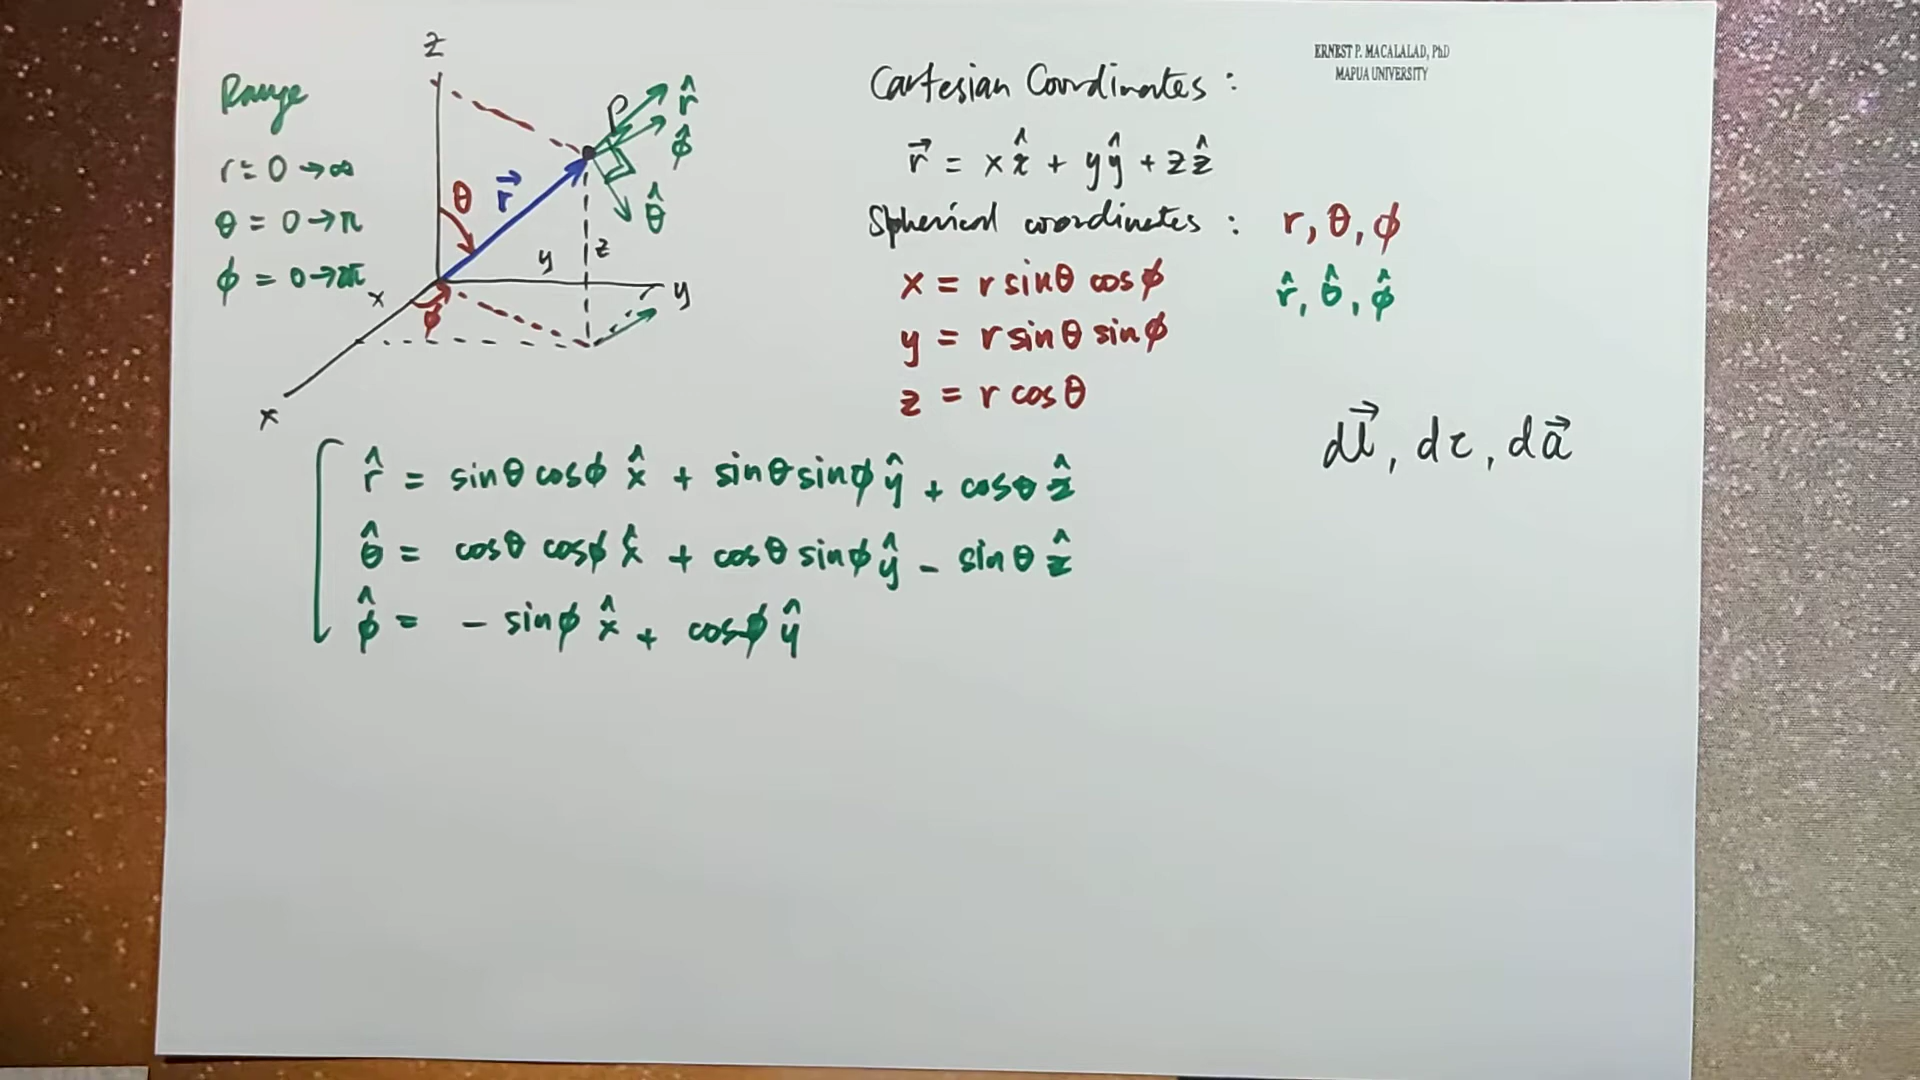 ERNEST P. MACALALAD, PhD
MAPUA UNIVERSITY
Range
r = 0 → ∞
θ = 0 → π
ϕ = 0 → 2π
z
P
r̂
ϕ̂
θ̂
θ
r⃗
z
y
y
x
ϕ
x
Cartesian Coordinates :
r⃗ = x x̂ + y ŷ + z ẑ
Spherical coordinates : r, θ, ϕ
r̂, θ̂, ϕ̂
x = r sinθ cosϕ
y = r sinθ sinϕ
z = r cosθ
dl⃗, dτ, da⃗
r̂ = sinθ cosϕ x̂ + sinθ sinϕ ŷ + cosθ ẑ
θ̂ = cosθ cosϕ x̂ + cosθ sinϕ ŷ - sinθ ẑ
ϕ̂ = - sinϕ x̂ + cosϕ ŷ